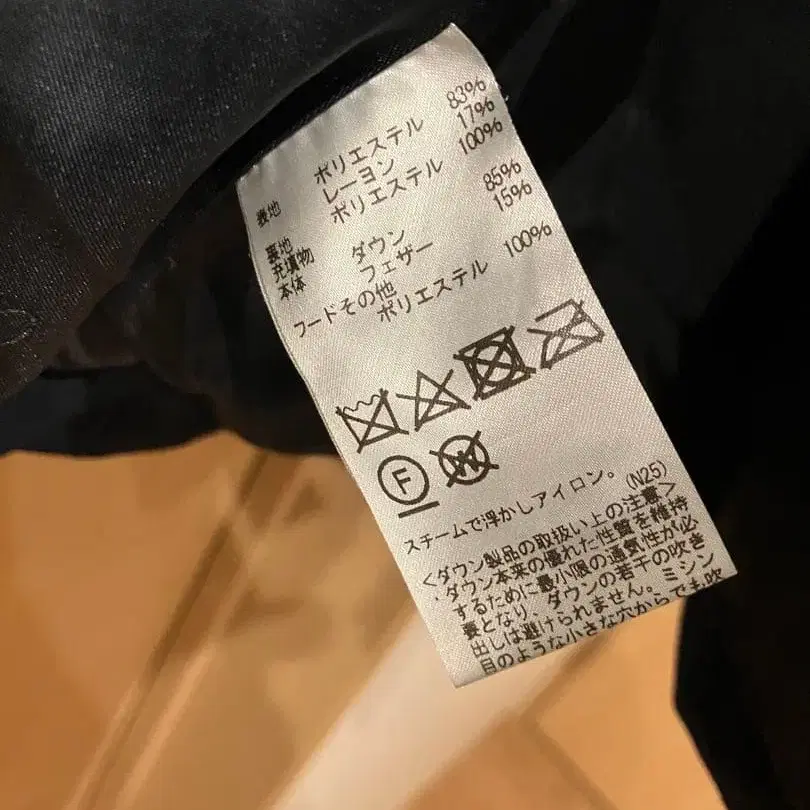 表地 ポリエステル 83%
レーヨン 17%
裏地 ポリエステル 100%
充填物
本体 ダウン 85%
フェザー 15%
フードその他
ポリエステル 100%
F
W
スチームで浮かしアイロン。(N25)
<ダウン製品の取扱い上の注意>
・ダウン本来の優れた性質を維持
するために最小限の通気性が必
要となり、ダウンの若干の吹き
出しは避けられません。ミシン
目のような小さな穴からでも吹